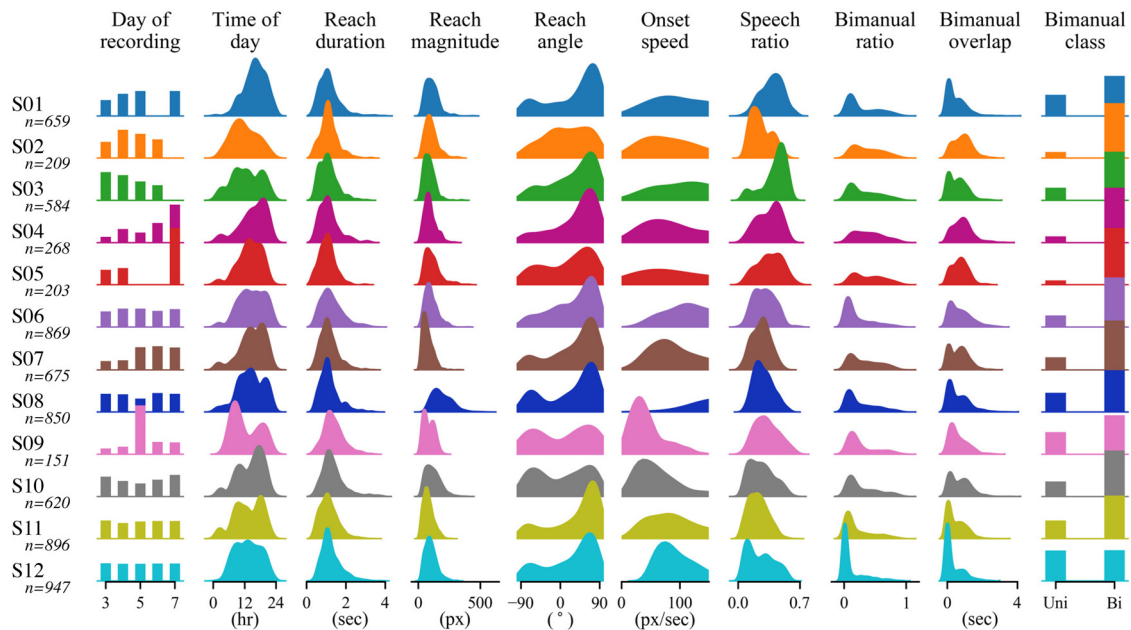 Day of recording Time of day Reach duration Reach magnitude Reach angle Onset speed Speech ratio Bimanual ratio Bimanual overlap Bimanual class
S01
n=659
S02
n=209
S03
n=584
S04
n=268
S05
n=203
S06
n=869
S07
n=675
S08
n=850
S09
n=151
S10
n=620
S11
n=896
S12
n=947
3 5 7 0 12 24 0 2 4 0 500 −90 0 90 0 100 0.0 0.7 0 1 0 4 Uni Bi
(hr) (sec) (px) (°) (px/sec) (sec)